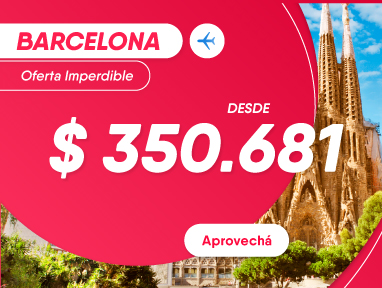 BARCELONA
Oferta Imperdible
DESDE
$ 350.681
Aprovechá